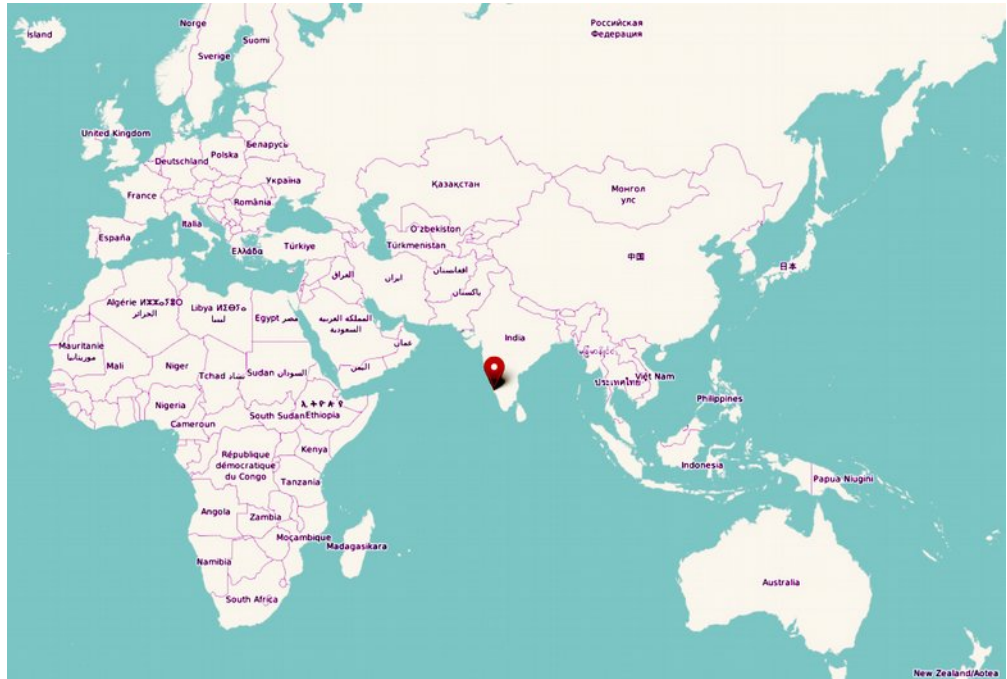 Ísland
Norge
Suomi
Sverige
Российская
Федерация
United Kingdom
Беларусь
Polska
Deutschland
Україна
Қазақстан
Монгол
улс
France
România
Italia
España
Ελλάδα
Türkiye
O'zbekiston
Türkmenistan
中国
日本
العراق
ایران
افغانستان
پاکستان
Algérie ⵍⵣⵣⴰⵢⴻⵔ
الجزائر
Libya ⵍⵉⴱⵢⴰ
ليبيا
Egypt مصر
المملكة العربية
السعودية
عمان
India
Mauritanie
موريتانيا
Mali
Niger
Tchad تشاد
Sudan السودان
اليمن
ประเทศไทย
Việt Nam
Nigeria
South Sudan
Ethiopia
Philippines
Cameroun
Kenya
République
démocratique
du Congo
Indonesia
Tanzania
Papua Niugini
Angola
Zambia
Moçambique
Madagasikara
Namibia
Australia
South Africa
New Zealand/Aotea